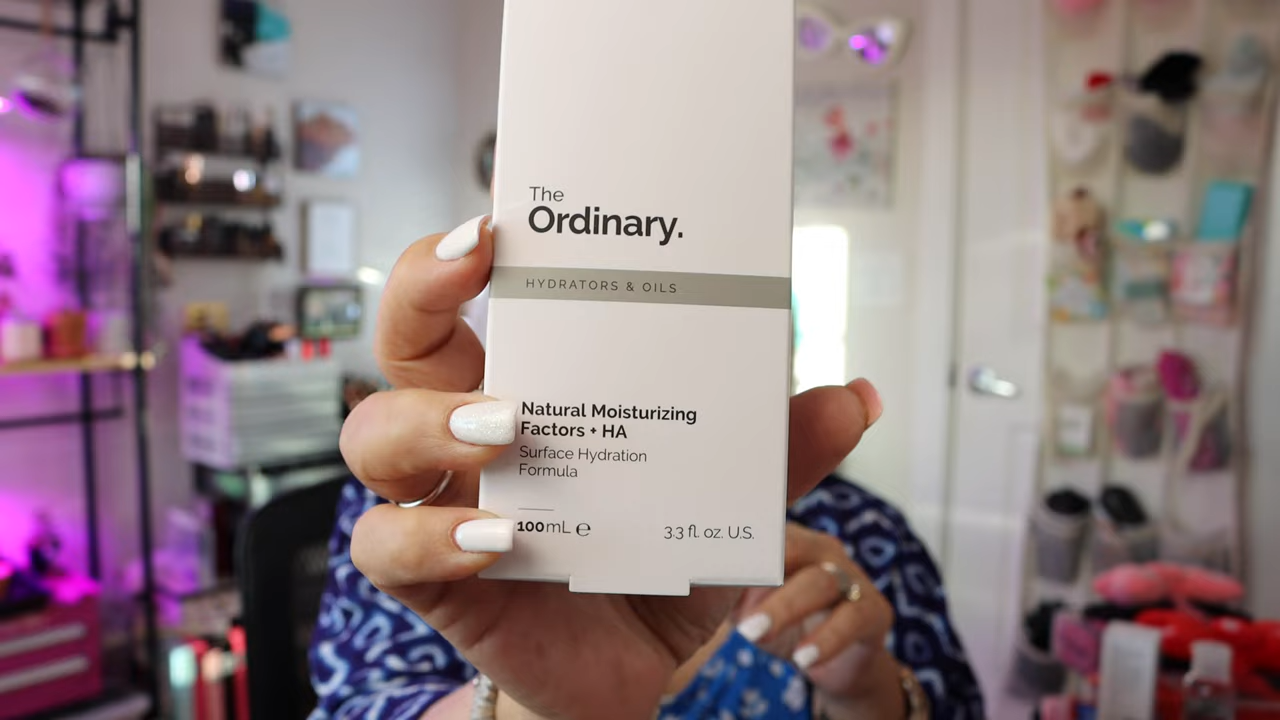 The
Ordinary.
HYDRATORS & OILS
Natural Moisturizing
Factors + HA
Surface Hydration
Formula
100mL ℮
3.3 fl. oz. U.S.